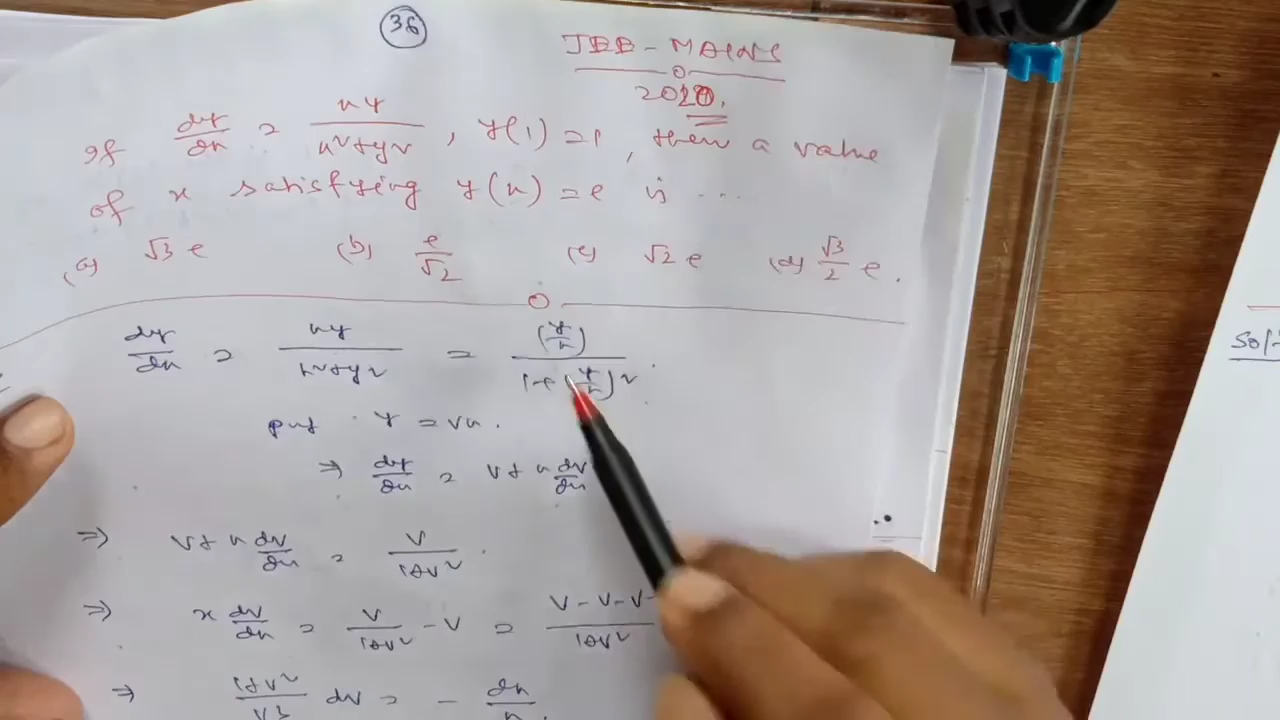 36
JEE - MAINS
2020.
If dy/dx = xy/(x²+y²), y(1) = 1, then a value
of x satisfying y(x) = e is ...
(a) √3 e (b) e/√2 (c) √2 e (d) √3/2 e.
dy/dx = xy/(x²+y²) = (y/x)/(1+(y/x)²).
put y = vx.
⇒ dy/dx = v + x dv/dx
⇒ v + x dv/dx = v/(1+v²).
⇒ x dv/dx = v/(1+v²) - v = (v - v - v)/(1+v²)
⇒ (1+v²)/v³ dv = - dx/x.
Sol: